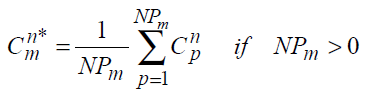 $C_m^{n*} = \frac{1}{NP_m} \sum_{p=1}^{NP_m} C_p^n \quad if \quad NP_m > 0$